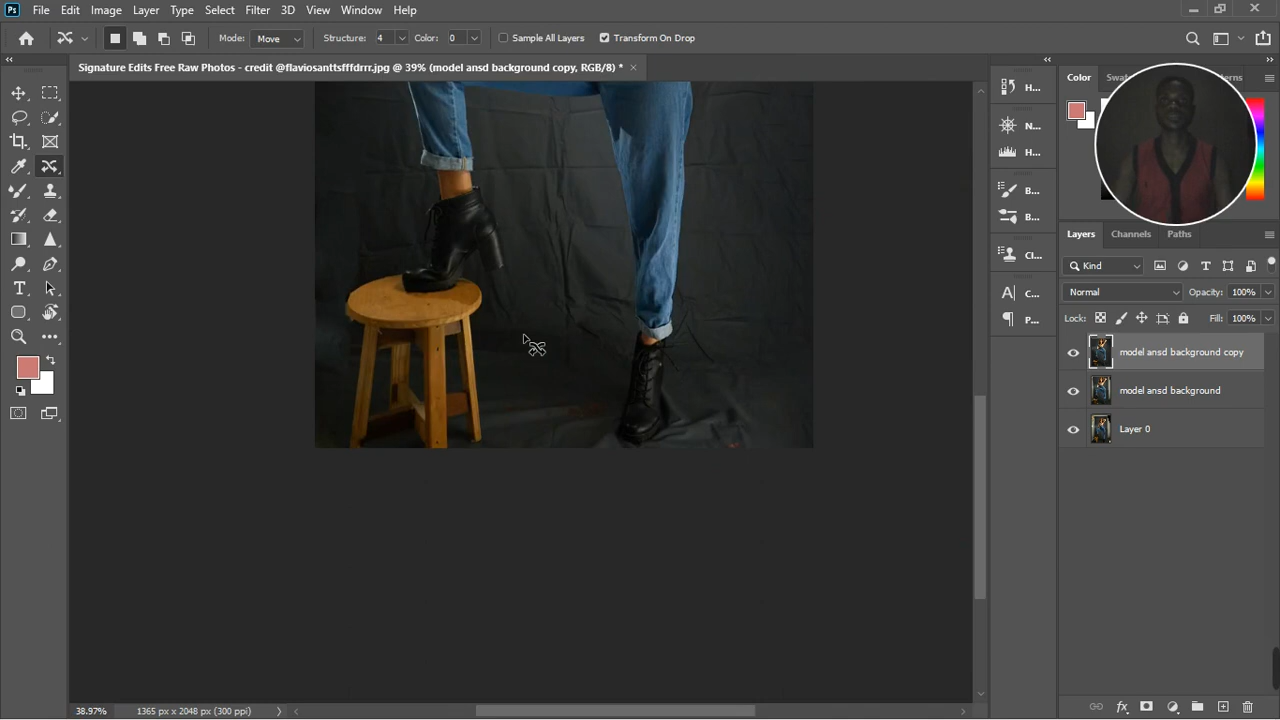 Ps File Edit Image Layer Type Select Filter 3D View Window Help
Mode: Move Structure: 4 Color: 0 Sample All Layers Transform On Drop
Signature Edits Free Raw Photos - credit @flaviosanttsfffdrrr.jpg @ 39% (model ansd background copy, RGB/8) *
H...
N...
H...
B...
B...
Cl...
A C...
P...
Color
Layers Channels Paths
Kind
Normal Opacity: 100%
Lock: Fill: 100%
model ansd background copy
model ansd background
Layer 0
38.97% 1365 px x 2048 px (300 ppi)